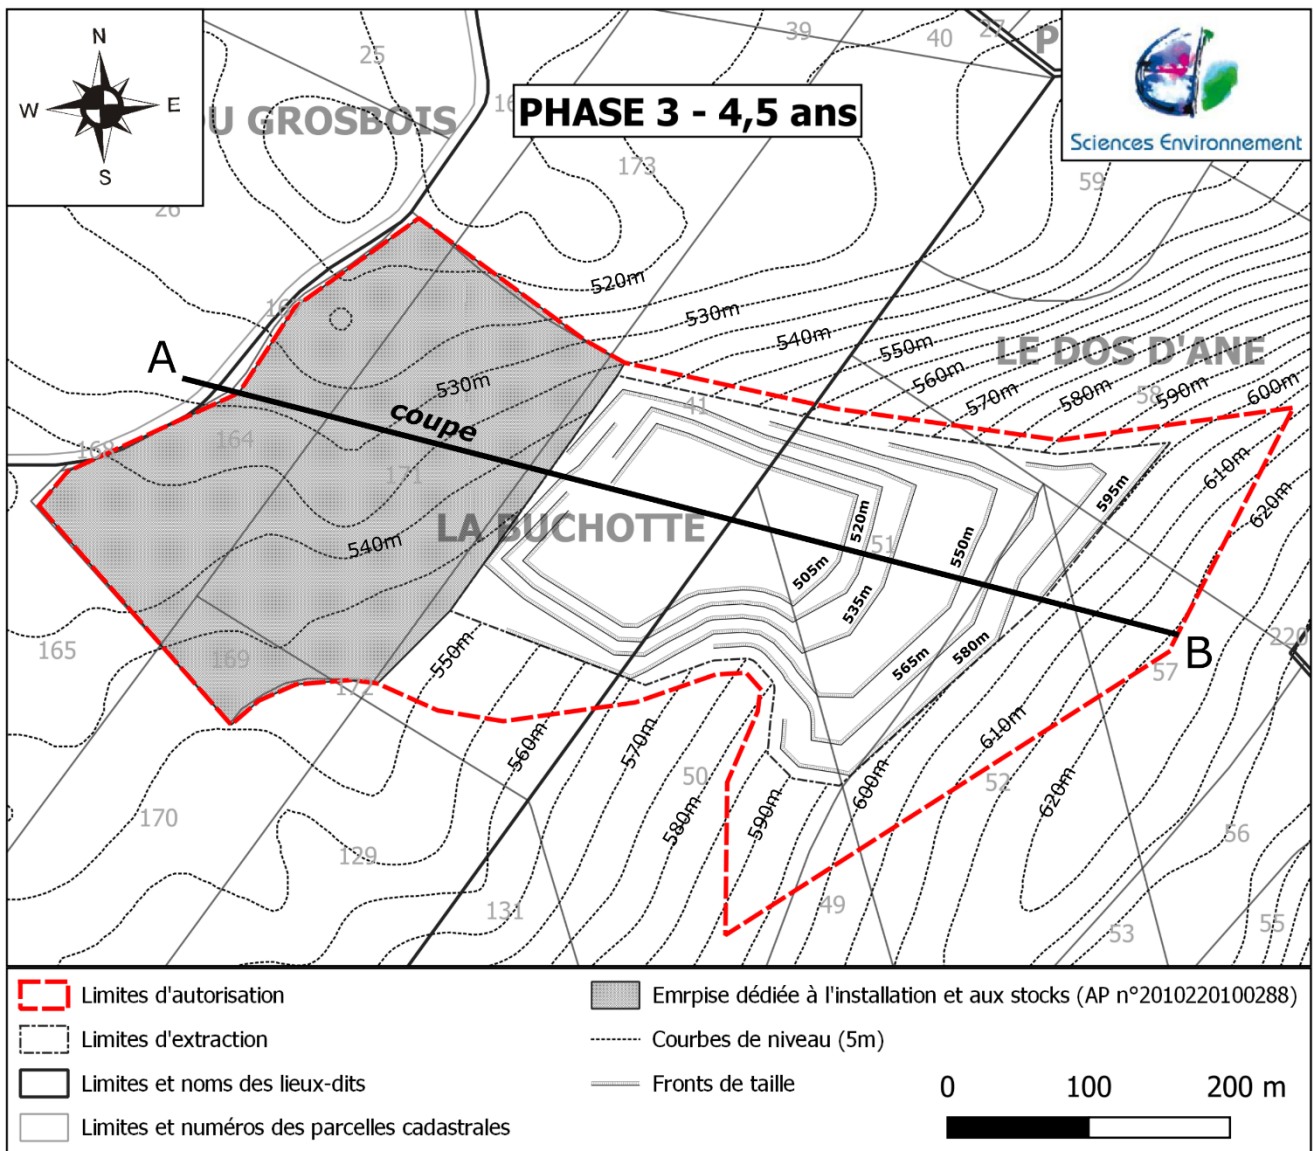 N
W
E
S
PHASE 3 - 4,5 ans
Sciences Environnement
25
39
40
27
P
DU GROSBOIS
173
59
26
520m
530m
540m
550m
560m
570m
580m
590m
600m
LE DOS D'ANE
58
A
B
coupe
530m
41
168
164
171
LA BUCHOTTE
540m
51
520m
505m
535m
550m
565m
580m
595m
610m
620m
165
169
172
550m
560m
570m
580m
590m
600m
610m
620m
50
52
57
220
170
129
131
49
53
56
55
Limites d'autorisation
Limites d'extraction
Limites et noms des lieux-dits
Limites et numéros des parcelles cadastrales
Emrpise dédiée à l'installation et aux stocks (AP n°2010220100288)
Courbes de niveau (5m)
Fronts de taille
0 100 200 m